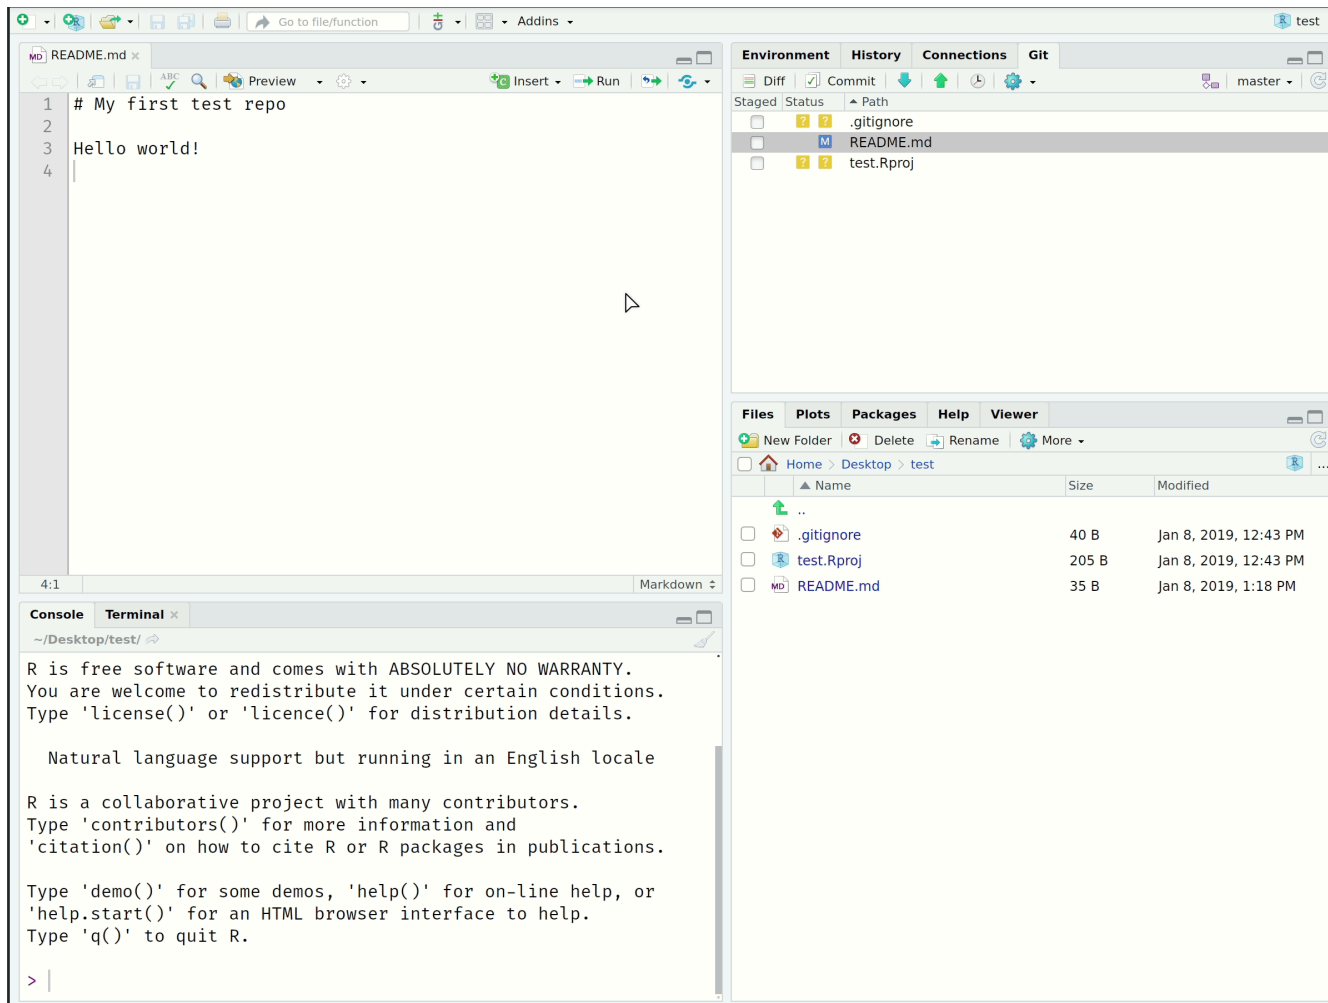 Go to file/function
Addins
test
README.md
ABC
Preview
Insert
Run
1 # My first test repo
2
3 Hello world!
4
4:1
Markdown
Console Terminal
~/Desktop/test/
R is free software and comes with ABSOLUTELY NO WARRANTY.
You are welcome to redistribute it under certain conditions.
Type 'license()' or 'licence()' for distribution details.
Natural language support but running in an English locale
R is a collaborative project with many contributors.
Type 'contributors()' for more information and
'citation()' on how to cite R or R packages in publications.
Type 'demo()' for some demos, 'help()' for on-line help, or
'help.start()' for an HTML browser interface to help.
Type 'q()' to quit R.
>
Environment History Connections Git
Diff Commit master
Staged Status Path
? ? .gitignore
M README.md
? ? test.Rproj
Files Plots Packages Help Viewer
New Folder Delete Rename More
Home > Desktop > test ...
Name Size Modified
..
.gitignore 40 B Jan 8, 2019, 12:43 PM
test.Rproj 205 B Jan 8, 2019, 12:43 PM
MD README.md 35 B Jan 8, 2019, 1:18 PM